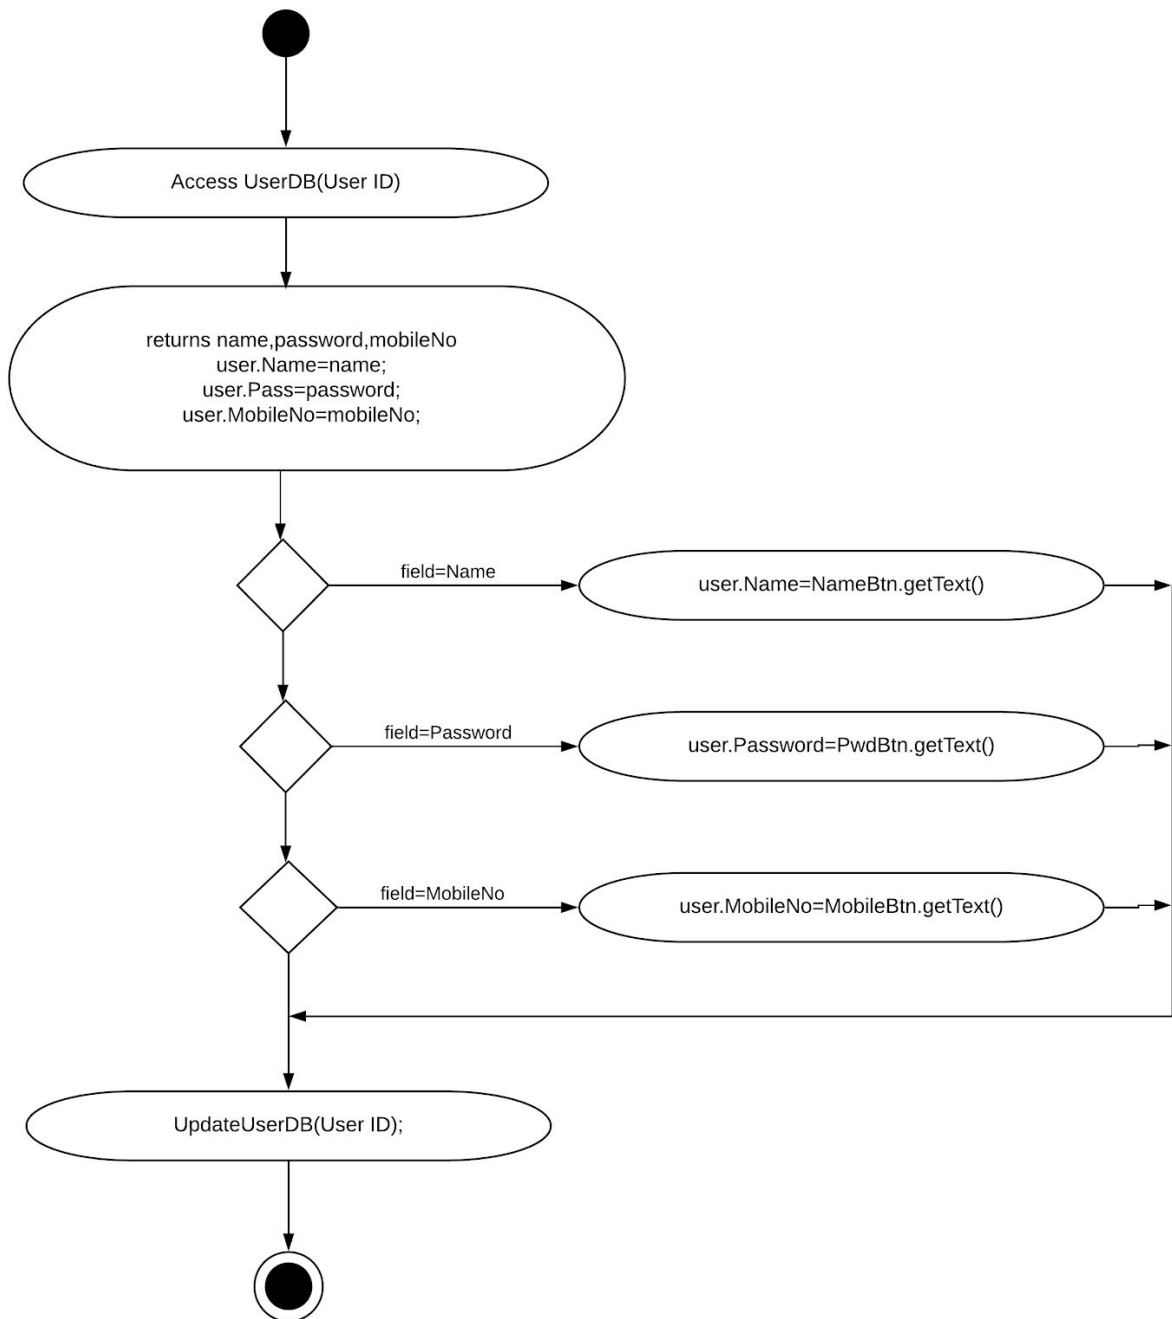 Access UserDB(User ID)
returns name,password,mobileNo
user.Name=name;
user.Pass=password;
user.MobileNo=mobileNo;
field=Name
user.Name=NameBtn.getText()
field=Password
user.Password=PwdBtn.getText()
field=MobileNo
user.MobileNo=MobileBtn.getText()
UpdateUserDB(User ID);